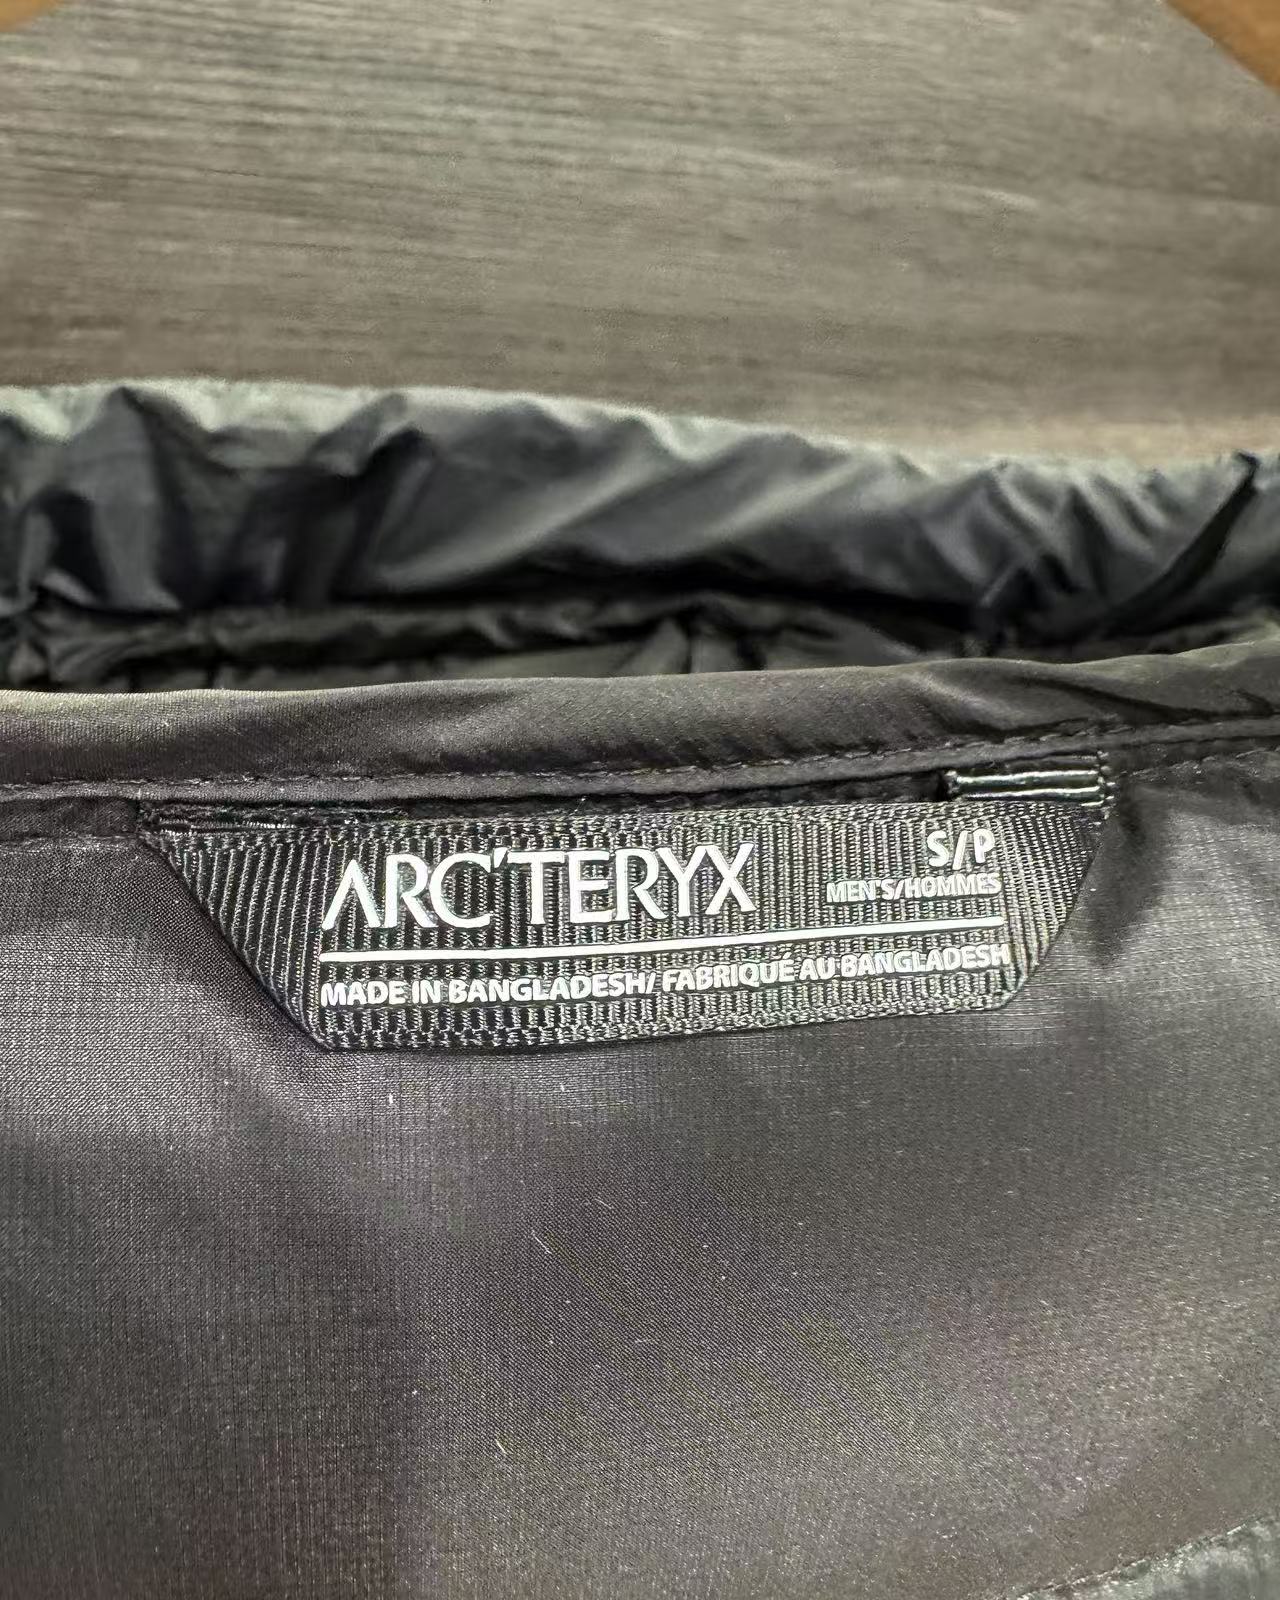 ARC'TERYX
S/P
MEN'S/HOMMES
MADE IN BANGLADESH/ FABRIQUÉ AU BANGLADESH